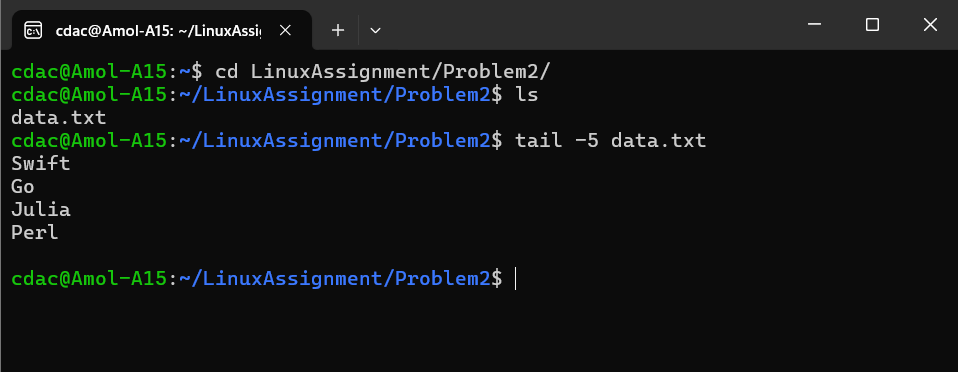 cdac@Amol-A15: ~/LinuxAssi
cdac@Amol-A15:~$ cd LinuxAssignment/Problem2/
cdac@Amol-A15:~/LinuxAssignment/Problem2$ ls
data.txt
cdac@Amol-A15:~/LinuxAssignment/Problem2$ tail -5 data.txt
Swift
Go
Julia
Perl
cdac@Amol-A15:~/LinuxAssignment/Problem2$